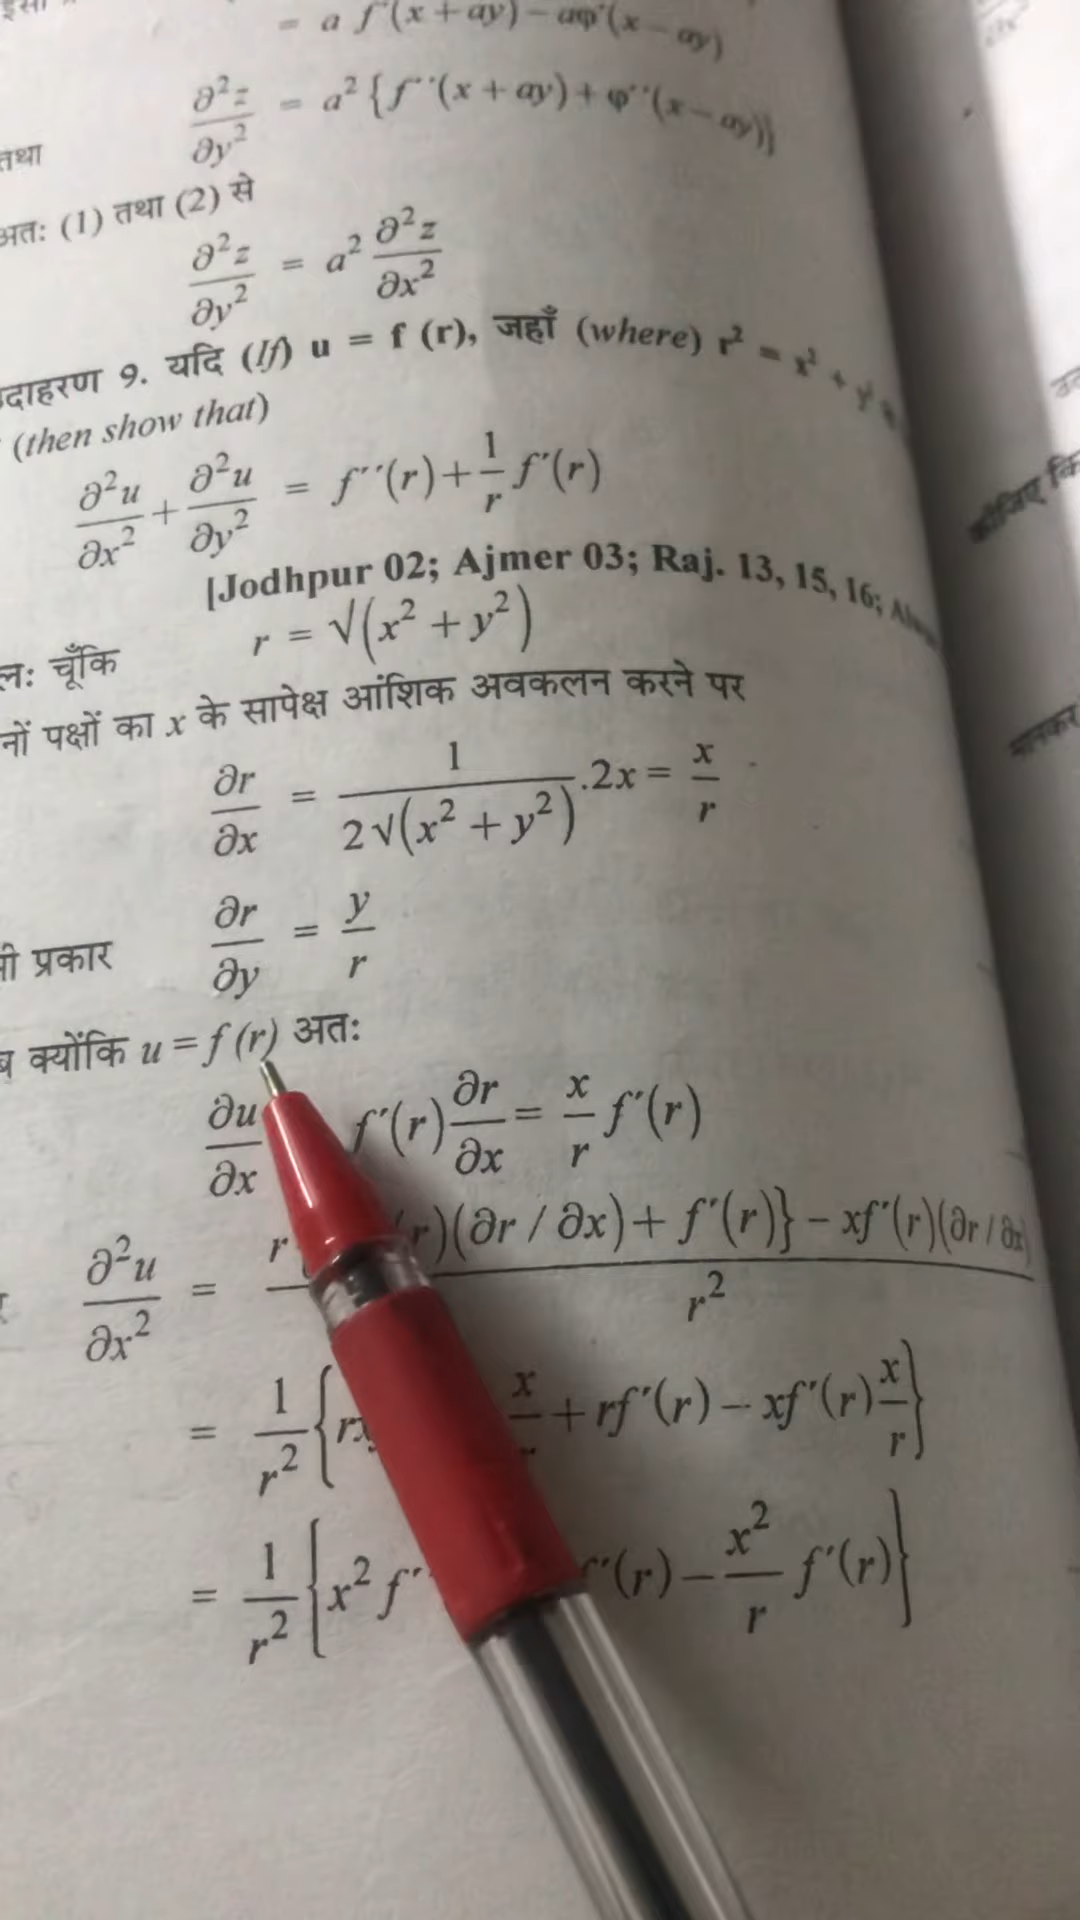 = a f'(x + ay) – aφ'(x – ay)
तथा ∂²z/∂y² = a² {f''(x + ay) + φ''(x – ay)}
अतः (1) तथा (2) से
∂²z/∂y² = a² ∂²z/∂x²
उदाहरण 9. यदि (If) u = f (r), जहाँ (where) r² = x² + y²
(then show that)
∂²u/∂x² + ∂²u/∂y² = f''(r) + 1/r f'(r)
[Jodhpur 02; Ajmer 03; Raj. 13, 15, 16;
चूँकि r = √(x² + y²)
पक्षों का x के सापेक्ष आंशिक अवकलन करने पर
∂r/∂x = 1/2√(x² + y²) .2x = x/r
प्रकार ∂r/∂y = y/r
क्योंकि u = f (r) अतः
∂u/∂x f'(r) ∂r/∂x = x/r f'(r)
∂²u/∂x² = r r)(∂r / ∂x) + f'(r)} – xf'(r)(∂r / ∂x) / r²
= 1/r² { rx x/r + rf'(r) – xf'(r) x/r }
= 1/r² { x² f' '(r) – x²/r f'(r) }